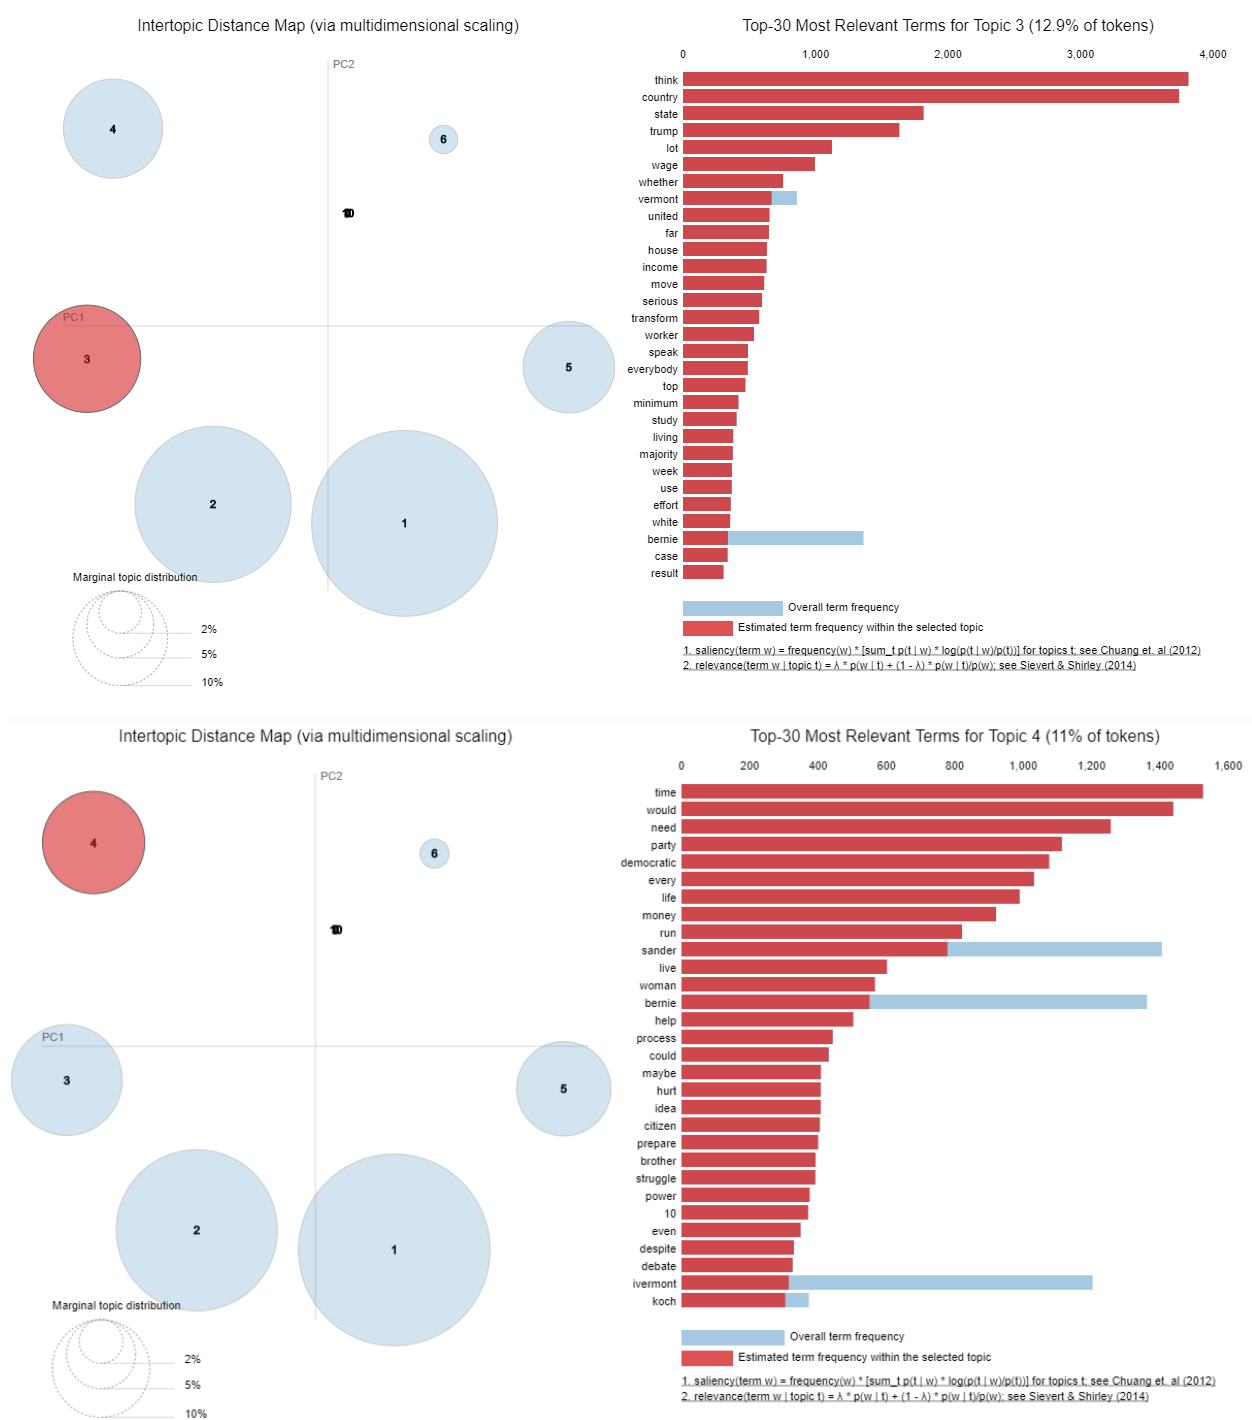 Intertopic Distance Map (via multidimensional scaling)
PC2
4
6
10
PC1
3
5
2
1
Marginal topic distribution
2%
5%
10%
Top-30 Most Relevant Terms for Topic 3 (12.9% of tokens)
0 1,000 2,000 3,000 4,000
think
country
state
trump
lot
wage
whether
vermont
united
far
house
income
move
serious
transform
worker
speak
everybody
top
minimum
study
living
majority
week
use
effort
white
bernie
case
result
Overall term frequency
Estimated term frequency within the selected topic
1. saliency(term w) = frequency(w) * [sum_t p(t | w) * log(p(t | w)/p(t))] for topics t; see Chuang et. al (2012)
2. relevance(term w | topic t) = λ * p(w | t) + (1 - λ) * p(w | t)/p(w); see Sievert & Shirley (2014)
Intertopic Distance Map (via multidimensional scaling)
PC2
4
6
10
PC1
3
5
2
1
Marginal topic distribution
2%
5%
10%
Top-30 Most Relevant Terms for Topic 4 (11% of tokens)
0 200 400 600 800 1,000 1,200 1,400 1,600
time
would
need
party
democratic
every
life
money
run
sander
live
woman
bernie
help
process
could
maybe
hurt
idea
citizen
prepare
brother
struggle
power
10
even
despite
debate
ivermont
koch
Overall term frequency
Estimated term frequency within the selected topic
1. saliency(term w) = frequency(w) * [sum_t p(t | w) * log(p(t | w)/p(t))] for topics t; see Chuang et. al (2012)
2. relevance(term w | topic t) = λ * p(w | t) + (1 - λ) * p(w | t)/p(w); see Sievert & Shirley (2014)